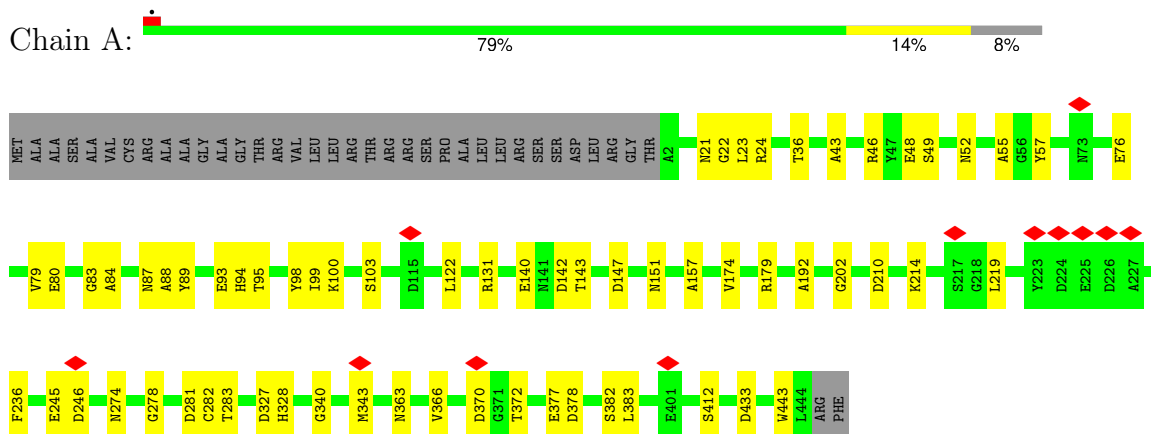 Chain A:
79% 14% 8%
MET ALA ALA SER ALA VAL CYS ARG ALA ALA GLY ALA GLY THR ARG VAL LEU LEU ARG THR ARG ARG SER PRO ALA LEU LEU ARG SER SER ASP LEU ARG GLY THR A2 N21 G22 L23 R24 T36 A43 R46 Y47 E48 S49 N52 A55 G56 Y57 N73 E76
V79 E80 G83 A84 N87 A88 Y89 E93 H94 T95 Y98 I99 K100 S103 D115 L122 R131 E140 N141 D142 T143 D147 N151 A157 V174 R179 A192 G202 D210 K214 S217 G218 L219 Y223 D224 E225 D226 A227
F236 E245 D246 N274 G278 D281 C282 T283 D327 H328 G340 M343 N363 V366 D370 G371 T372 E377 D378 S382 L383 E401 S412 D433 W443 L444 ARG PHE